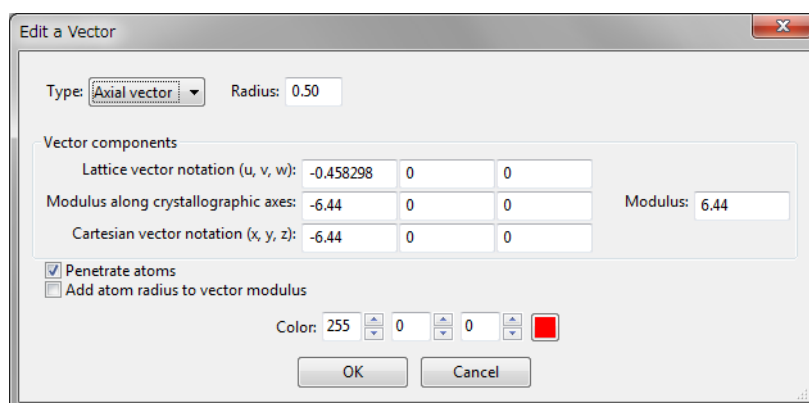 Edit a Vector
Type: Axial vector Radius: 0.50
Vector components
Lattice vector notation (u, v, w): -0.458298 0 0
Modulus along crystallographic axes: -6.44 0 0 Modulus: 6.44
Cartesian vector notation (x, y, z): -6.44 0 0
Penetrate atoms
Add atom radius to vector modulus
Color: 255 0 0
OK Cancel